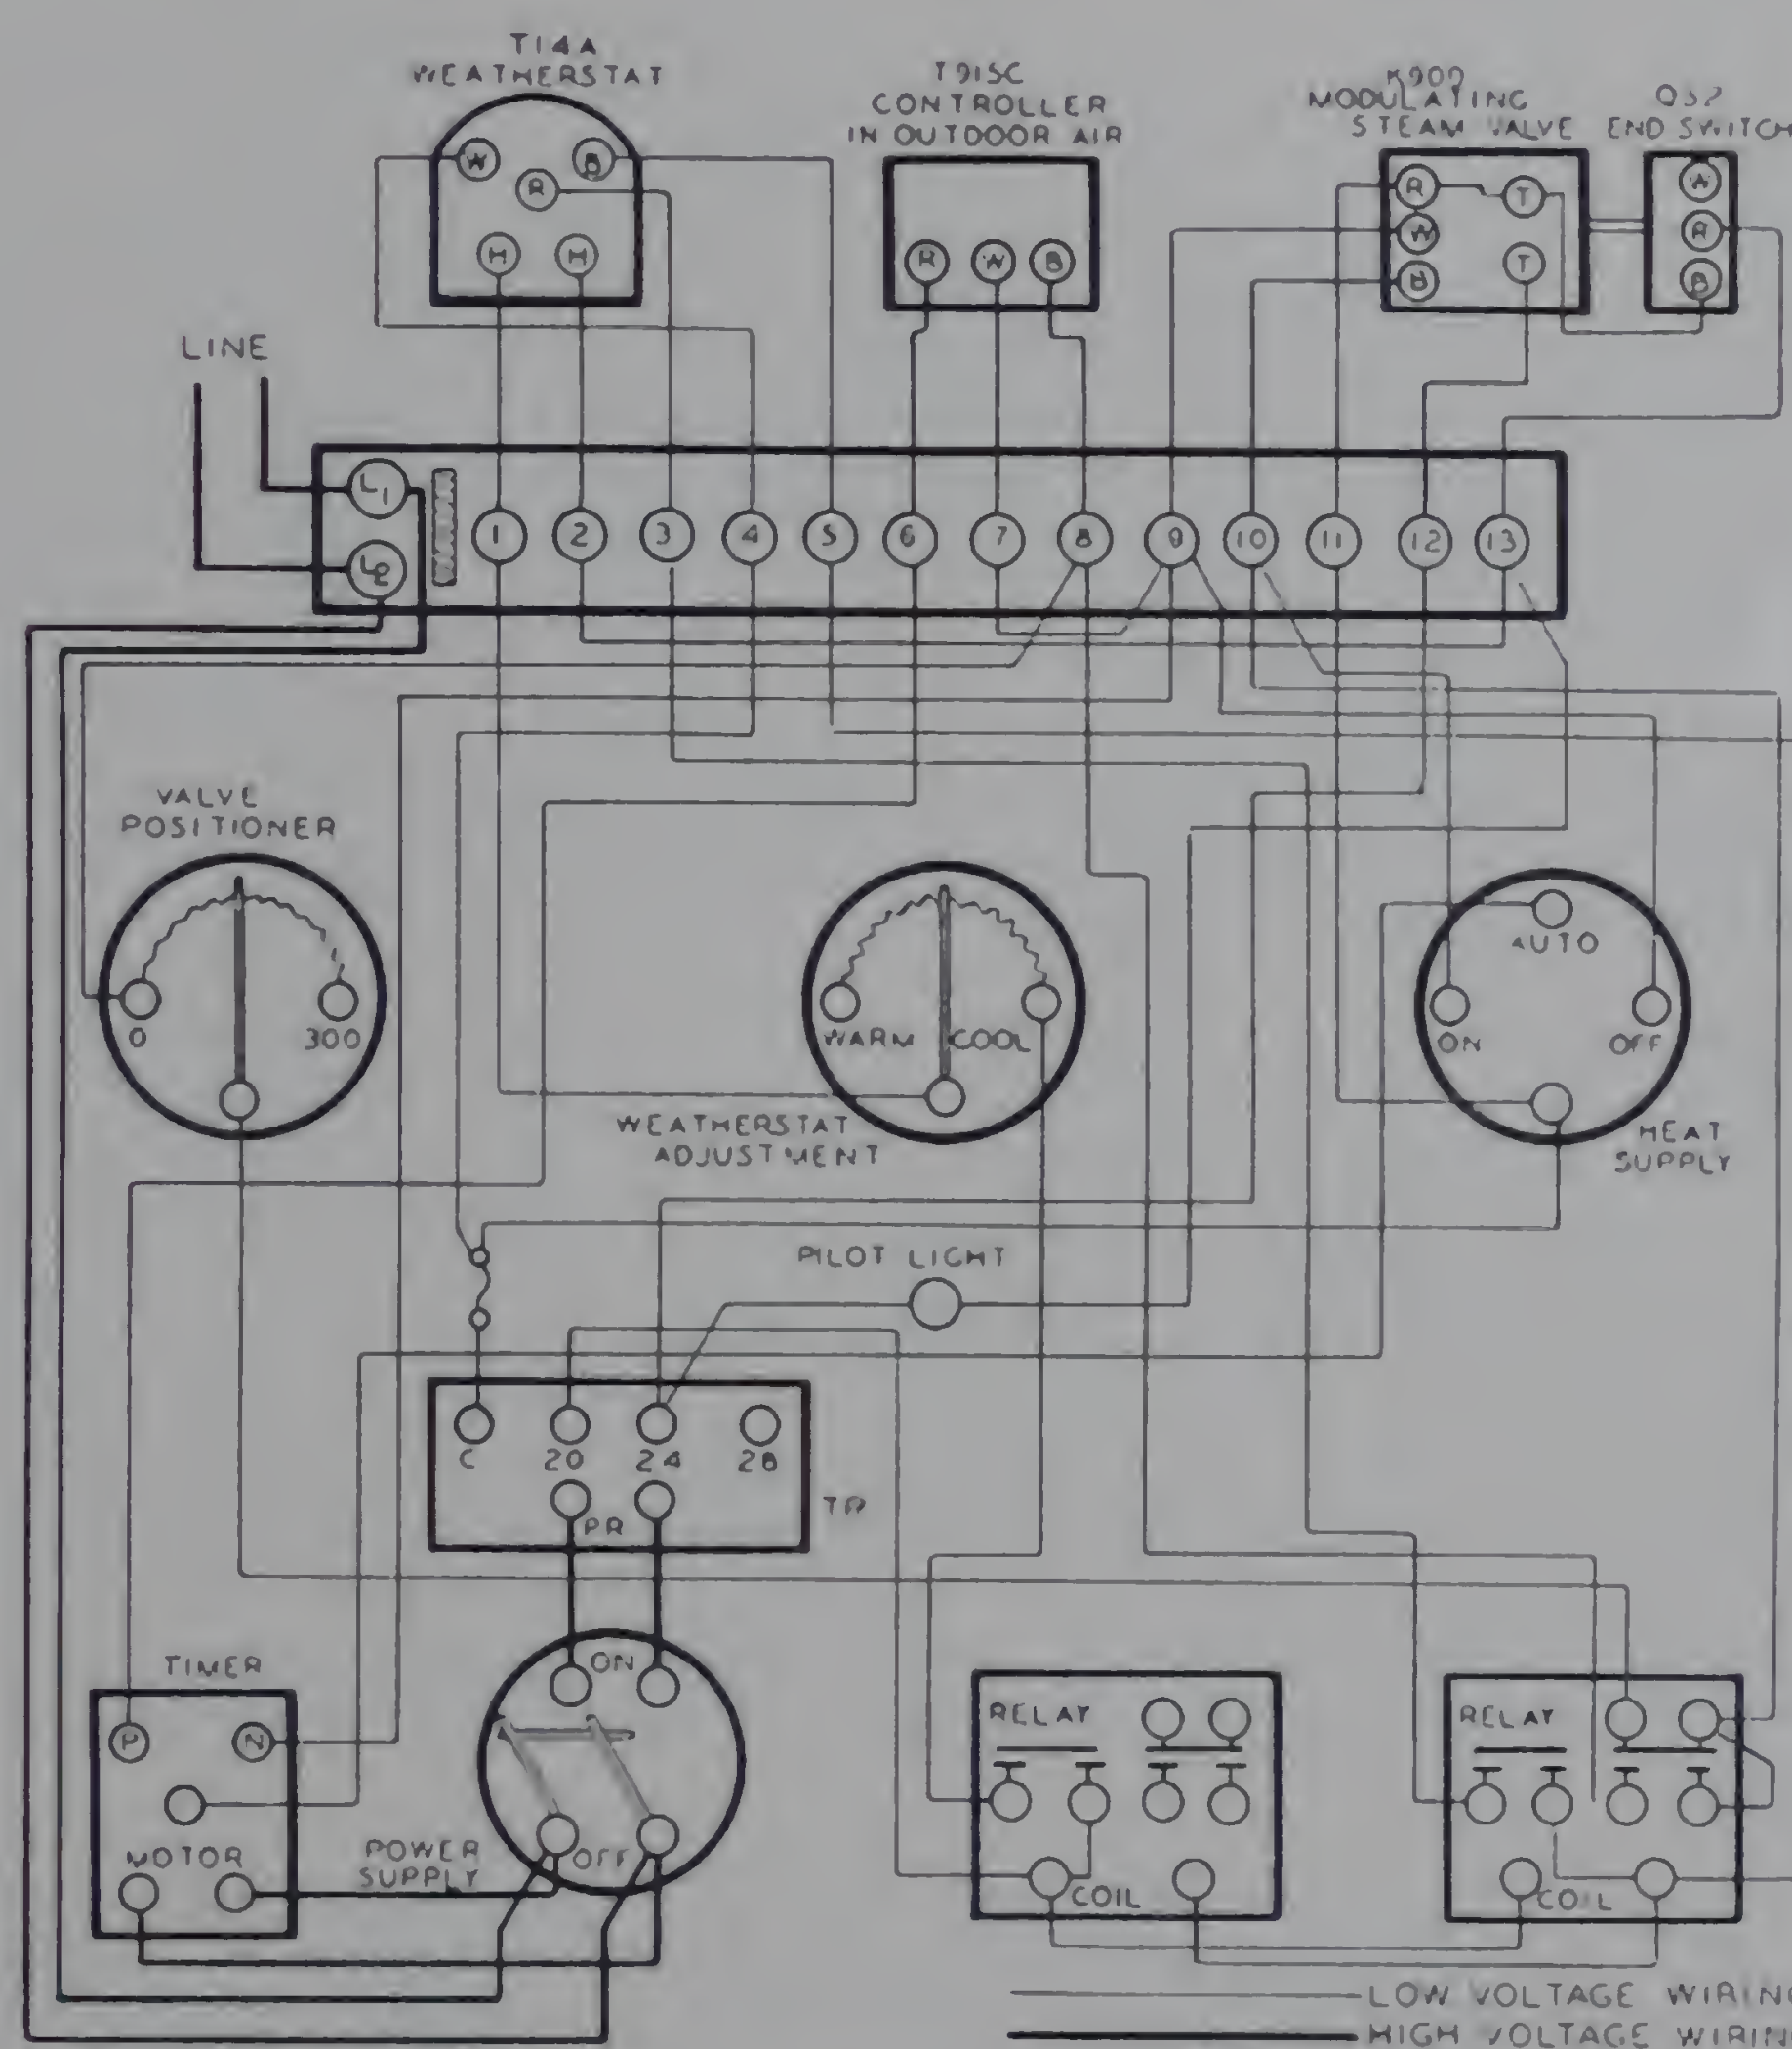 T14A
WEATHERSTAT
T915C
CONTROLLER
IN OUTDOOR AIR
K909
MODULATING
STEAM VALVE
END SWITCH
W
B
R
H
H
R
W
B
R
W
B
T
T
R
B
LINE
L1
L2
1
2
3
4
5
6
7
8
9
10
11
12
13
VALVE
POSITIONER
0
300
WARM
COOL
WEATHERSTAT
ADJUSTMENT
AUTO
ON
OFF
HEAT
SUPPLY
PILOT LIGHT
C
20
24
28
PR
TR
TIMER
P
N
MOTOR
POWER
SUPPLY
ON
OFF
RELAY
COIL
RELAY
COIL
LOW VOLTAGE WIRING
HIGH VOLTAGE WIRING